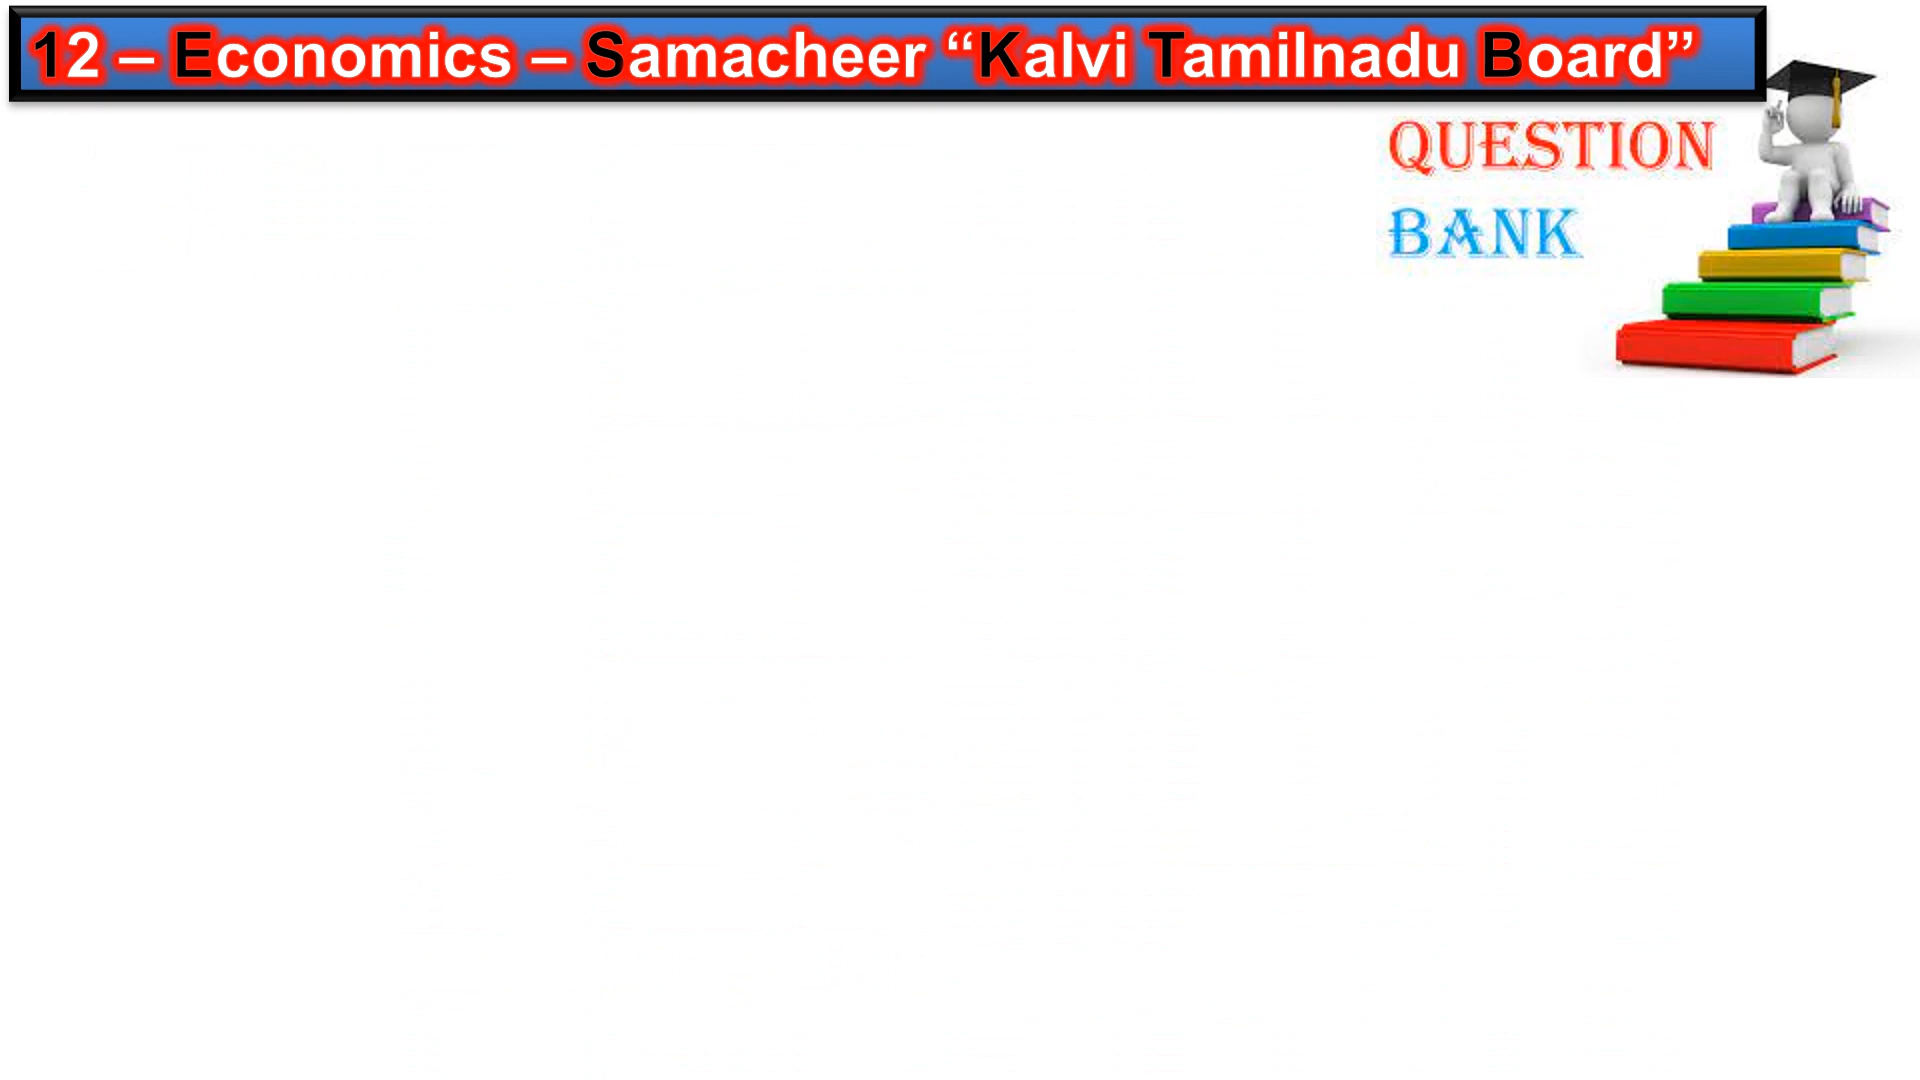 12 – Economics – Samacheer “Kalvi Tamilnadu Board”
QUESTION
BANK